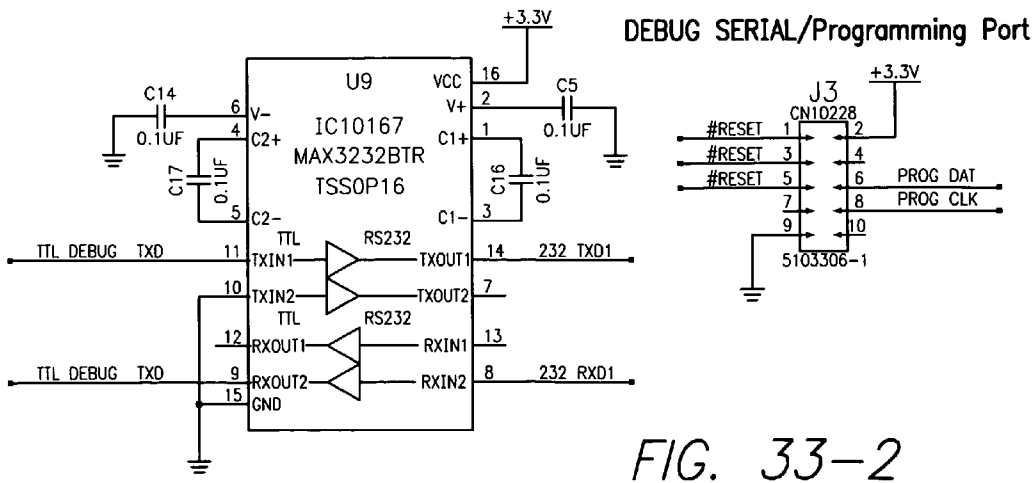 +3.3V
DEBUG SERIAL/Programming Port
U9
VCC 16
C14
C5
+3.3V
J3
CN10228
6 V-
V+ 2
0.1UF
0.1UF
IC10167
MAX3232BTR
TSSOP16
4 C2+
C1+ 1
C17
0.1UF
C16
0.1UF
5 C2-
C1- 3
#RESET 1
2
#RESET 3
4
#RESET 5
6 PROG DAT
7
8 PROG CLK
9
10
5103306-1
TTL
RS232
TTL DEBUG TXD 11 TXIN1
TXOUT1 14 232 TXD1
10 TXIN2
TXOUT2 7
TTL
RS232
12 RXOUT1
RXIN1 13
TTL DEBUG TXD 9 RXOUT2
RXIN2 8 232 RXD1
15 GND
FIG. 33-2